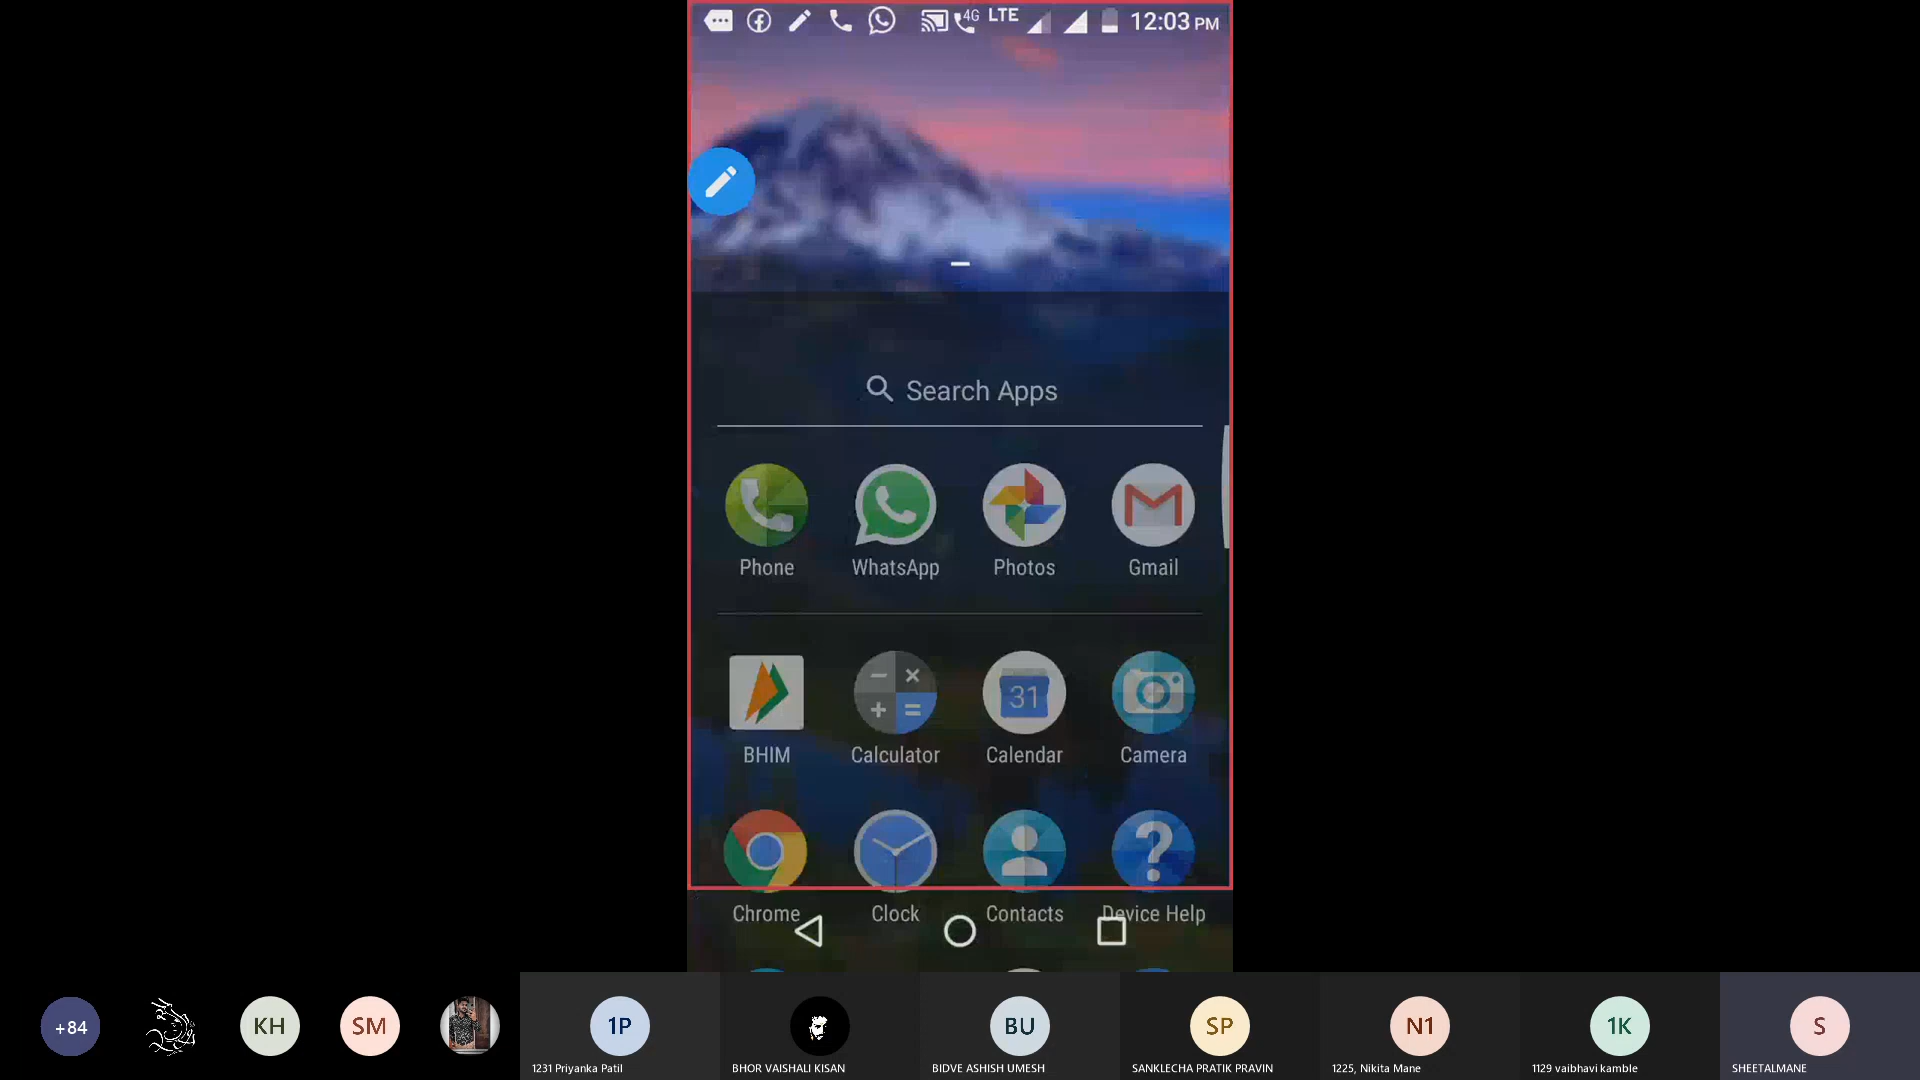 4G LTE 12:03 PM
Search Apps
Phone WhatsApp Photos Gmail
31
BHIM Calculator Calendar Camera
Chrome Clock Contacts Device Help
+84 KH SM 1P BU SP N1 1K S
1231 Priyanka Patil BHOR VAISHALI KISAN BIDVE ASHISH UMESH SANKLECHA PRATIK PRAVIN 1225, Nikita Mane 1129 vaibhavi kamble SHEETALMANE